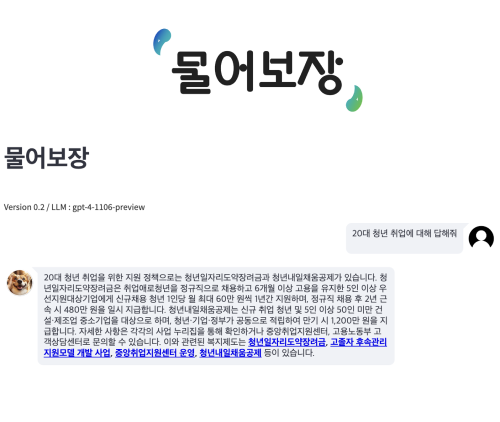 물어보장
물어보장
Version 0.2 / LLM : gpt-4-1106-preview
20대 청년 취업에 대해 답해줘
20대 청년 취업을 위한 지원 정책으로는 청년일자리도약장려금과 청년내일채움공제가 있습니다. 청
년일자리도약장려금은 취업애로청년을 정규직으로 채용하고 6개월 이상 고용을 유지한 5인 이상 우
선지원대상기업에게 신규채용 청년 1인당 월 최대 60만 원씩 1년간 지원하며, 정규직 채용 후 2년 근
속 시 480만 원을 일시 지급합니다. 청년내일채움공제는 신규 취업 청년 및 5인 이상 50인 미만 건
설·제조업 중소기업을 대상으로 하며, 청년·기업·정부가 공동으로 적립하여 만기 시 1,200만 원을 지
급합니다. 자세한 사항은 각각의 사업 누리집을 통해 확인하거나 중앙취업지원센터, 고용노동부 고
객상담센터로 문의할 수 있습니다. 이와 관련된 복지제도는 청년일자리도약장려금, 고졸자 후속관리
지원모델 개발 사업, 중앙취업지원센터 운영, 청년내일채움공제 등이 있습니다.